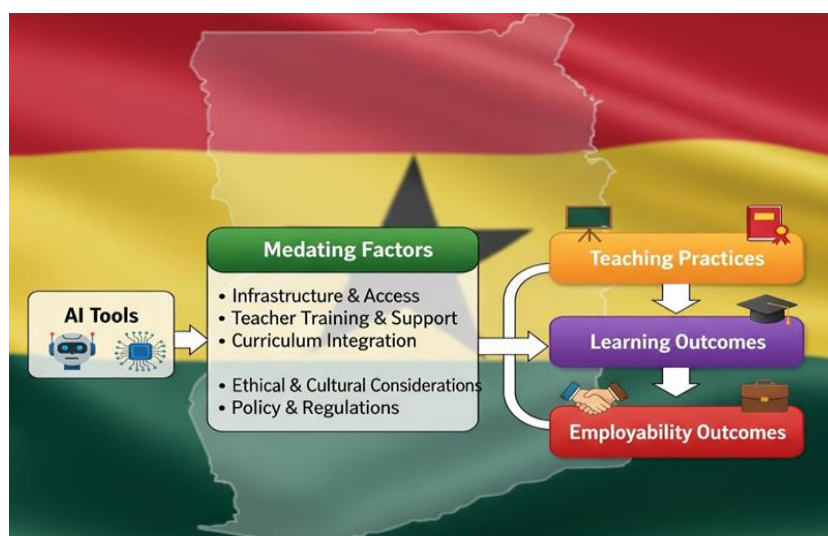 AI Tools
Medating Factors
• Infrastructure & Access
• Teacher Training & Support
• Curriculum Integration
• Ethical & Cultural Considerations
• Policy & Regulations
Teaching Practices
Learning Outcomes
Employability Outcomes